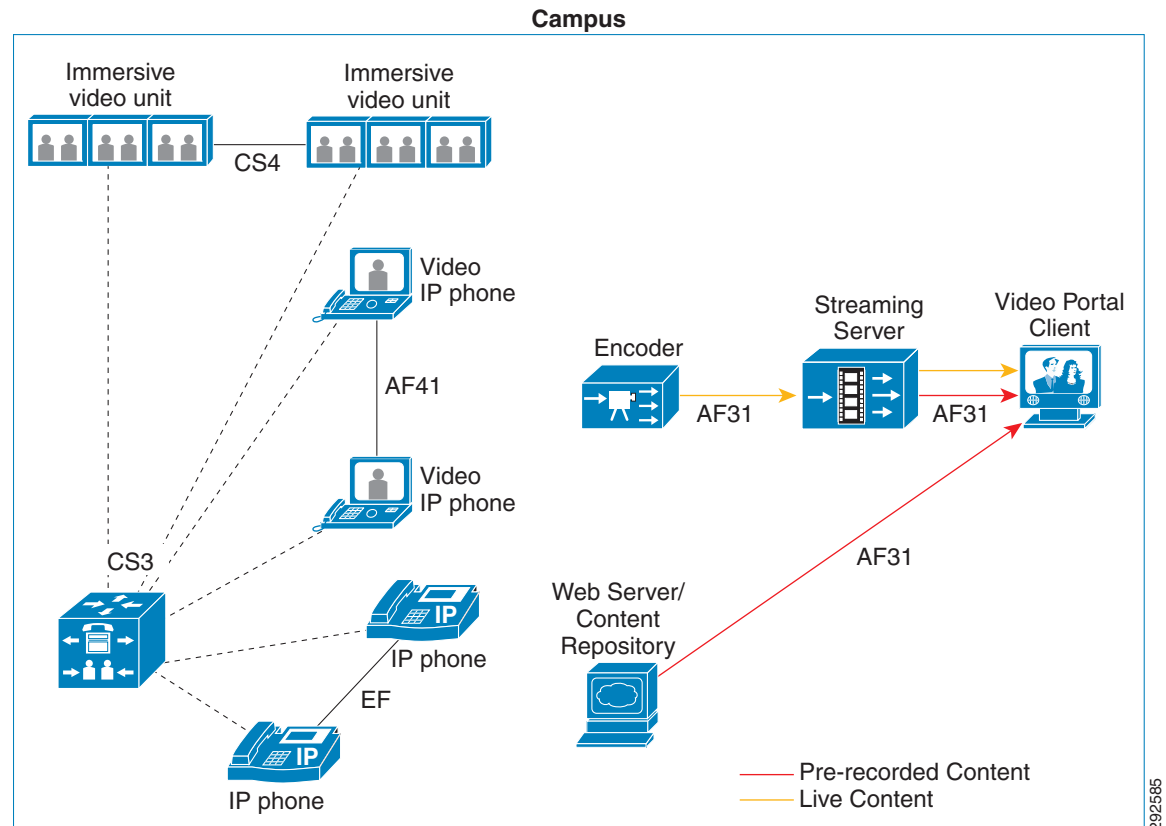 Campus
Immersive
video unit
Immersive
video unit
CS4
Video
IP phone
AF41
Video
IP phone
CS3
IP
IP phone
EF
IP
IP phone
Encoder
AF31
Streaming
Server
AF31
Video Portal
Client
AF31
Web Server/
Content
Repository
Pre-recorded Content
Live Content
292585